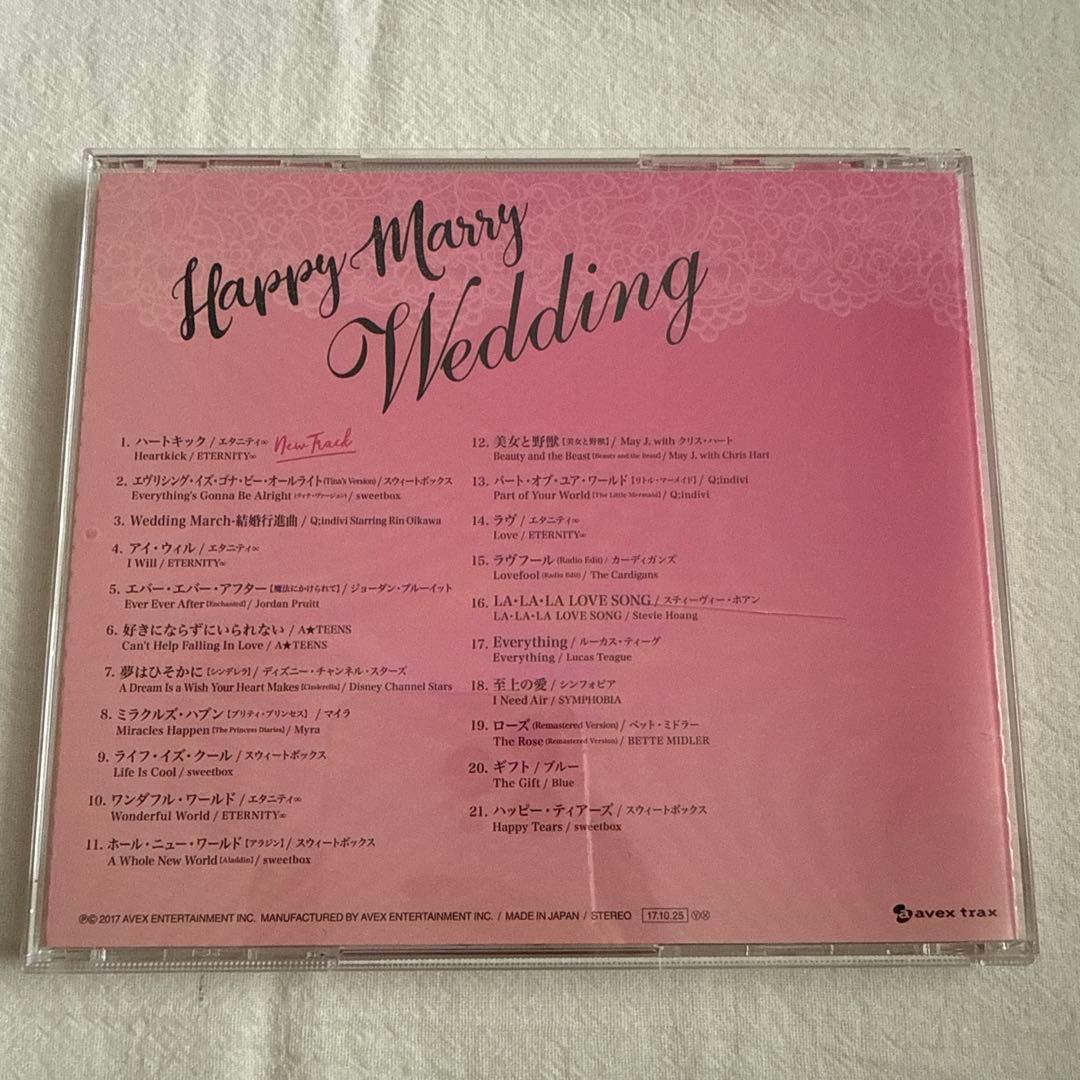 Happy Marry
Wedding
1. ハートキック / エタニティ∞ New Track
Heartkick / ETERNITY∞
2. エヴリシング・イズ・ゴナ・ビー・オールライト(Tina's Version) / スウィートボックス
Everything's Gonna Be Alright (ティナ・ヴァージョン) / sweetbox
3. Wedding March-結婚行進曲 / Q;indivi Starring Rin Oikawa
4. アイ・ウィル / エタニティ∞
I Will / ETERNITY∞
5. エバー・エバー・アフター【魔法にかけられて】/ ジョーダン・プルーイット
Ever Ever After [Enchanted] / Jordan Pruitt
6. 好きにならずにいられない / A★TEENS
Can't Help Falling In Love / A★TEENS
7. 夢はひそかに【シンデレラ】/ ディズニー・チャンネル・スターズ
A Dream Is a Wish Your Heart Makes [Cinderella] / Disney Channel Stars
8. ミラクルズ・ハプン【プリティ・プリンセス】 / マイラ
Miracles Happen [The Princess Diaries] / Myra
9. ライフ・イズ・クール / スウィートボックス
Life Is Cool / sweetbox
10. ワンダフル・ワールド / エタニティ∞
Wonderful World / ETERNITY∞
11. ホール・ニュー・ワールド【アラジン】/ スウィートボックス
A Whole New World [Aladdin] / sweetbox
12. 美女と野獣【美女と野獣】/ May J. with クリス・ハート
Beauty and the Beast [Beauty and the Beast] / May J. with Chris Hart
13. パート・オブ・ユア・ワールド【リトル・マーメイド】/ Q;indivi
Part of Your World [The Little Mermaid] / Q;indivi
14. ラヴ / エタニティ∞
Love / ETERNITY∞
15. ラヴフール (Radio Edit) / カーディガンズ
Lovefool (Radio Edit) / The Cardigans
16. LA・LA・LA LOVE SONG / スティーヴィー・ホアン
LA・LA・LA LOVE SONG / Stevie Hoang
17. Everything / ルーカス・ティーグ
Everything / Lucas Teague
18. 至上の愛 / シンフォビア
I Need Air / SYMPHOBIA
19. ローズ (Remastered Version) / ベット・ミドラー
The Rose (Remastered Version) / BETTE MIDLER
20. ギフト / ブルー
The Gift / Blue
21. ハッピー・ティアーズ / スウィートボックス
Happy Tears / sweetbox
℗© 2017 AVEX ENTERTAINMENT INC. MANUFACTURED BY AVEX ENTERTAINMENT INC. / MADE IN JAPAN / STEREO 17.10.25 Ⓨ Ⓧ
a avex trax